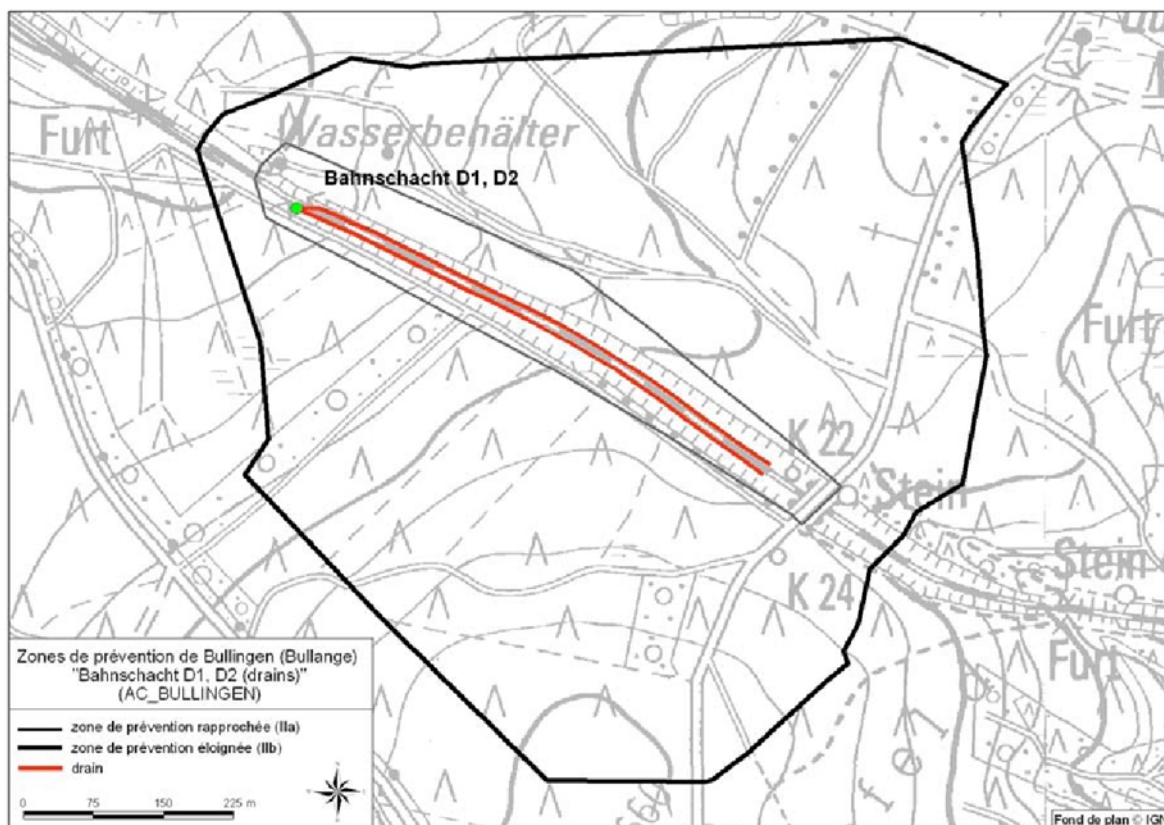 Furt
Wasserbehälter
Bahnschacht D1, D2
Furt
K 22
Stein
Stein
K 24
Furt
Zones de prévention de Bullingen (Bullange)
"Bahnschacht D1, D2 (drains)"
(AC_BULLINGEN)
zone de prévention rapprochée (IIa)
zone de prévention éloignée (IIb)
drain
0 75 150 225 m
Fond de plan © IGN